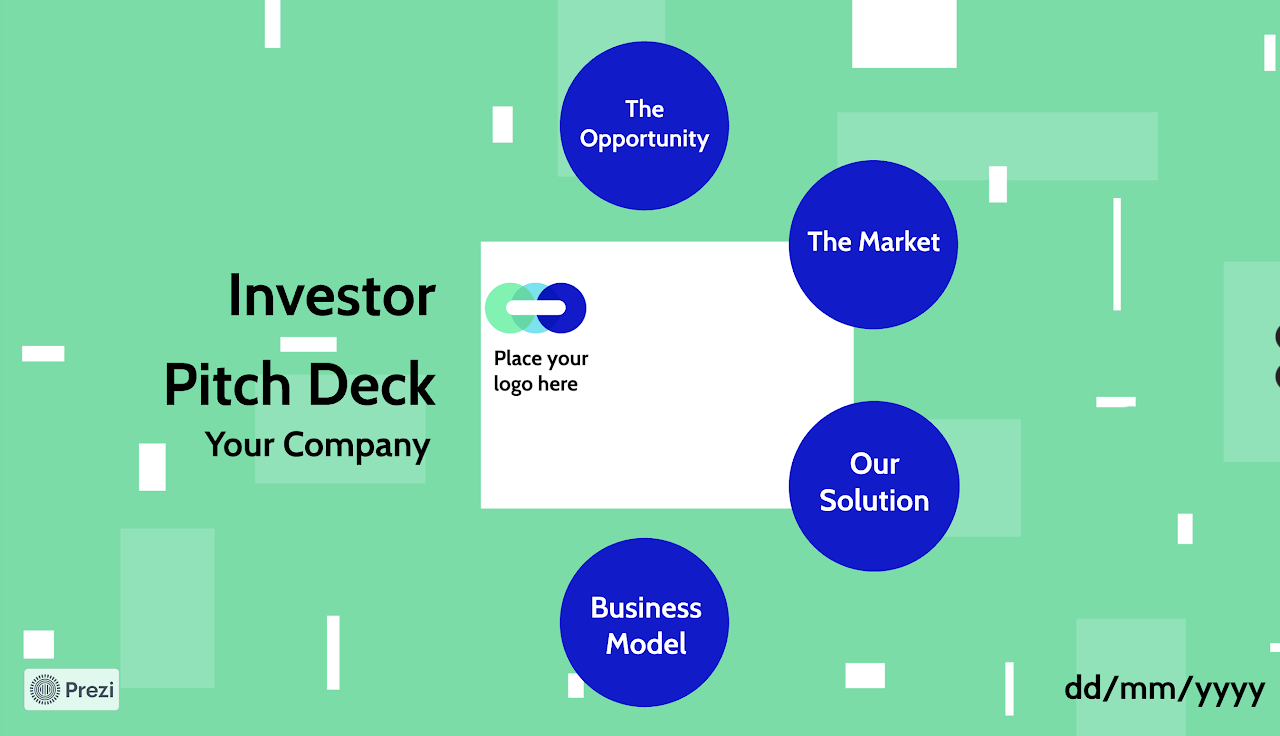 Investor
Pitch Deck
Your Company
Place your
logo here
The
Opportunity
The Market
Our
Solution
Business
Model
Prezi
dd/mm/yyyy